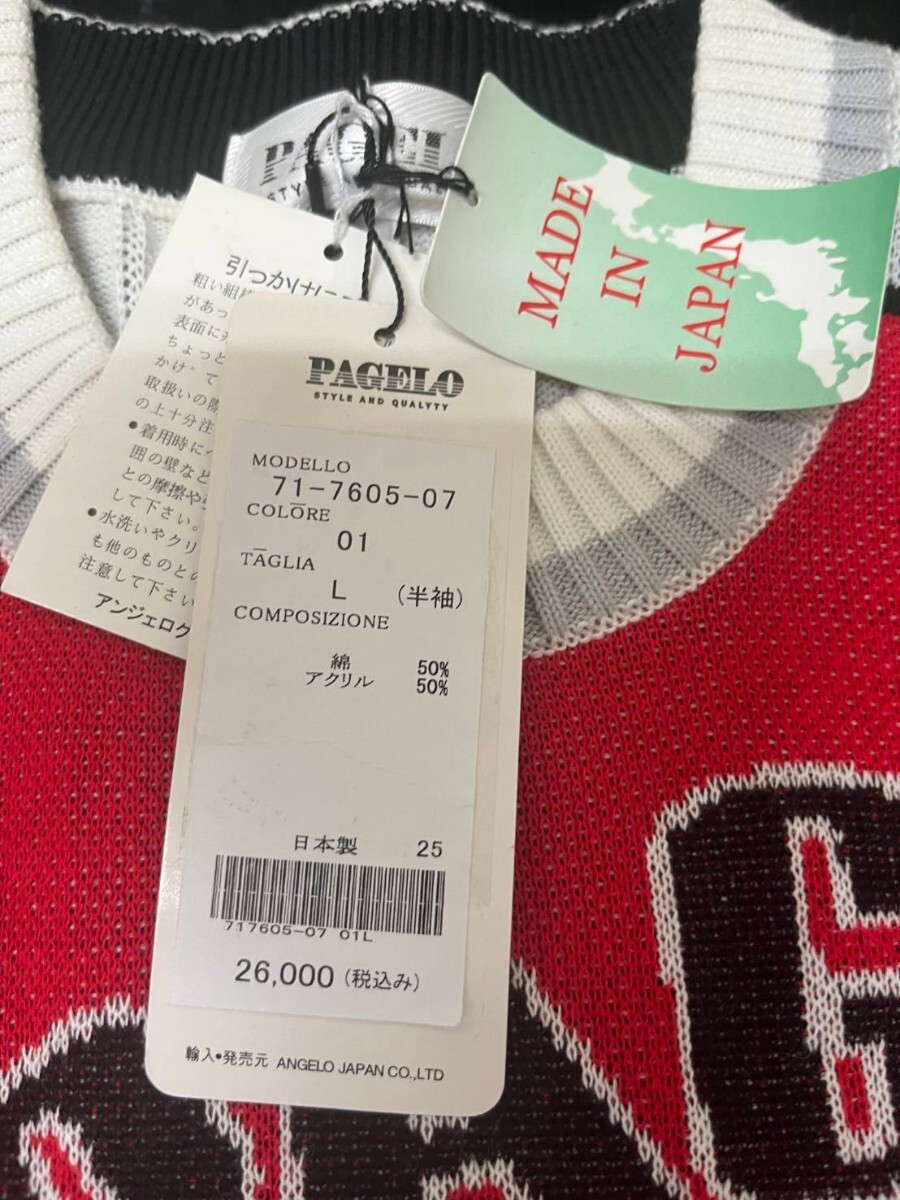 MADE
IN
JAPAN
引っかけに
粗い組織
があっ
表面に
ちょっと
かけて
取扱いの際
の上十分注
●着用時に
囲の壁など
との摩擦や
して下さい。
●水洗いやクリ
も他のものとの
注意して下さい
アンジェログ
PAGELO
STYLE AND QUALYTY
MODELLO
71-7605-07
COLORE
01
TAGLIA
L (半袖)
COMPOSIZIONE
綿 50%
アクリル 50%
日本製 25
717605-07 01L
26,000 (税込み)
輸入●発売元 ANGELO JAPAN CO.,LTD